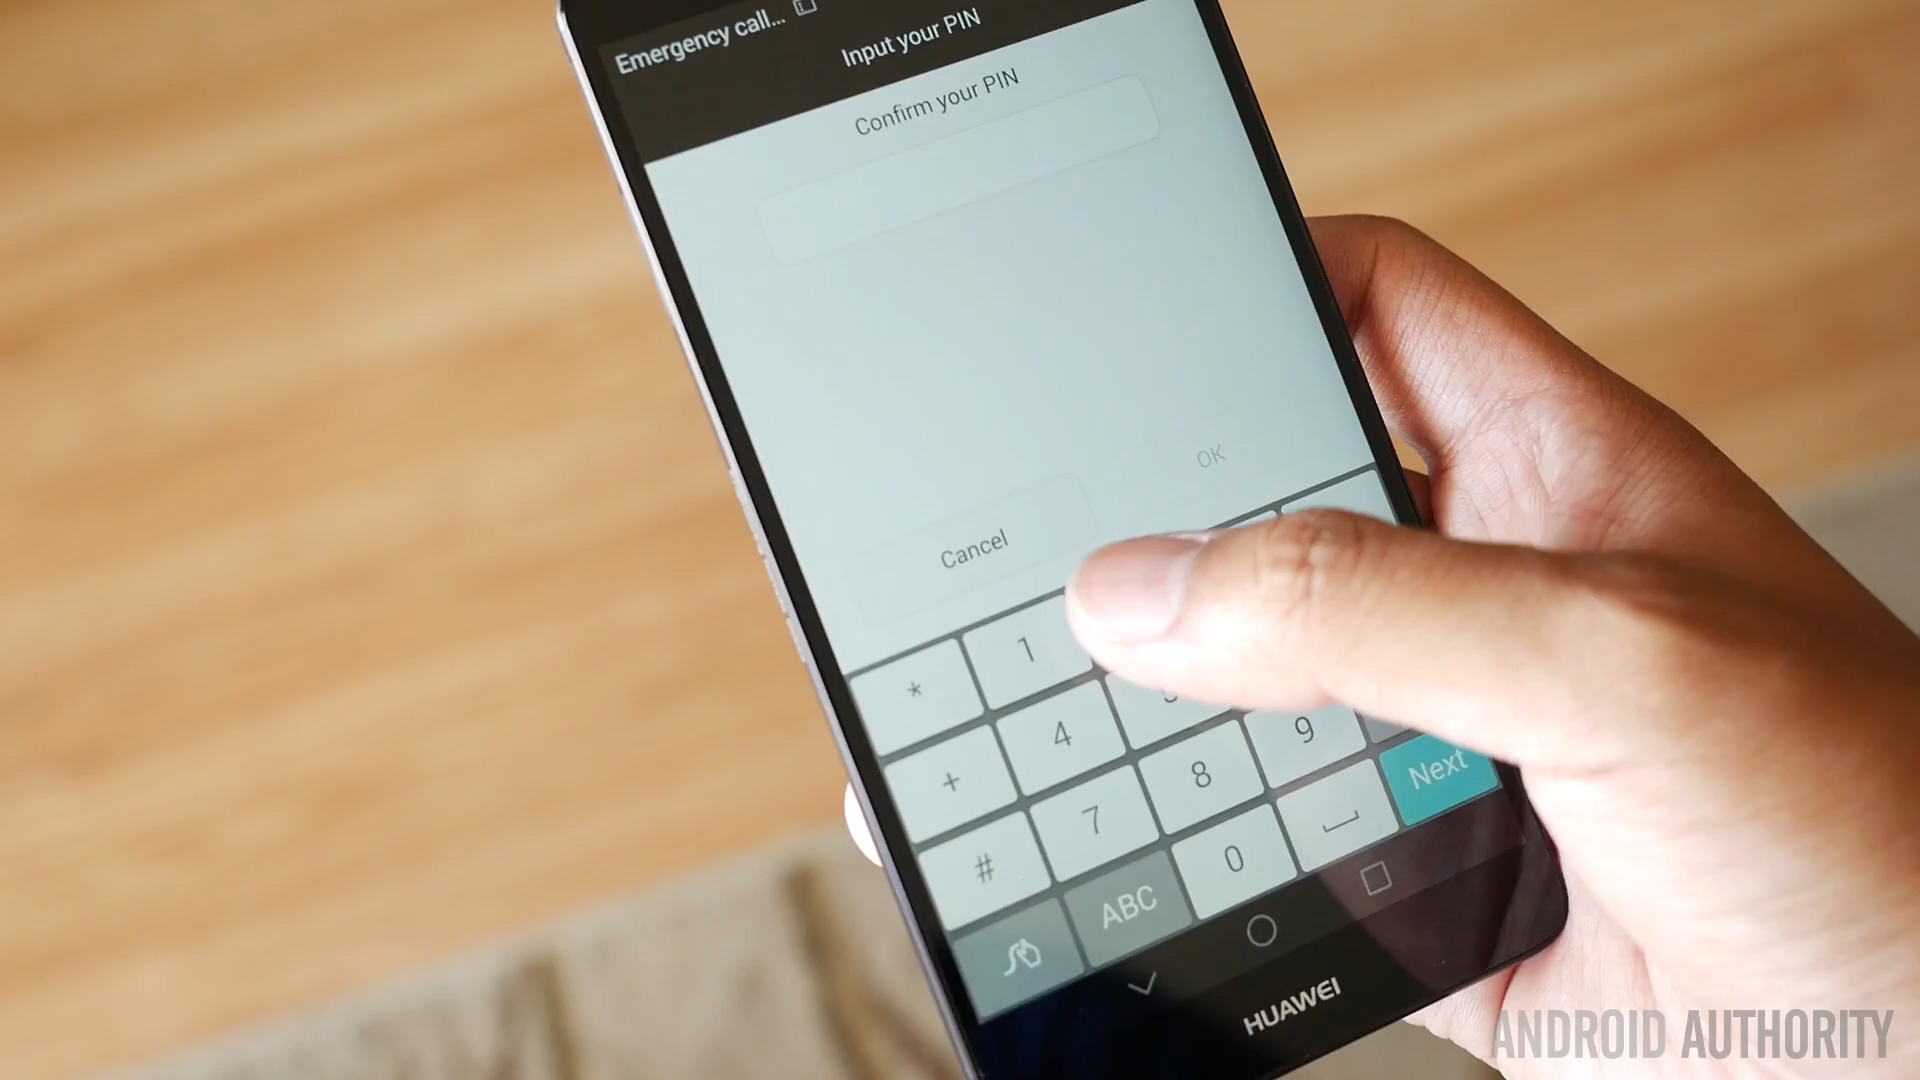 Emergency call...
Input your PIN
Confirm your PIN
OK
Cancel
* 1
+ 4
# 7 8 9 Next
ABC 0
HUAWEI
ANDROID AUTHORITY